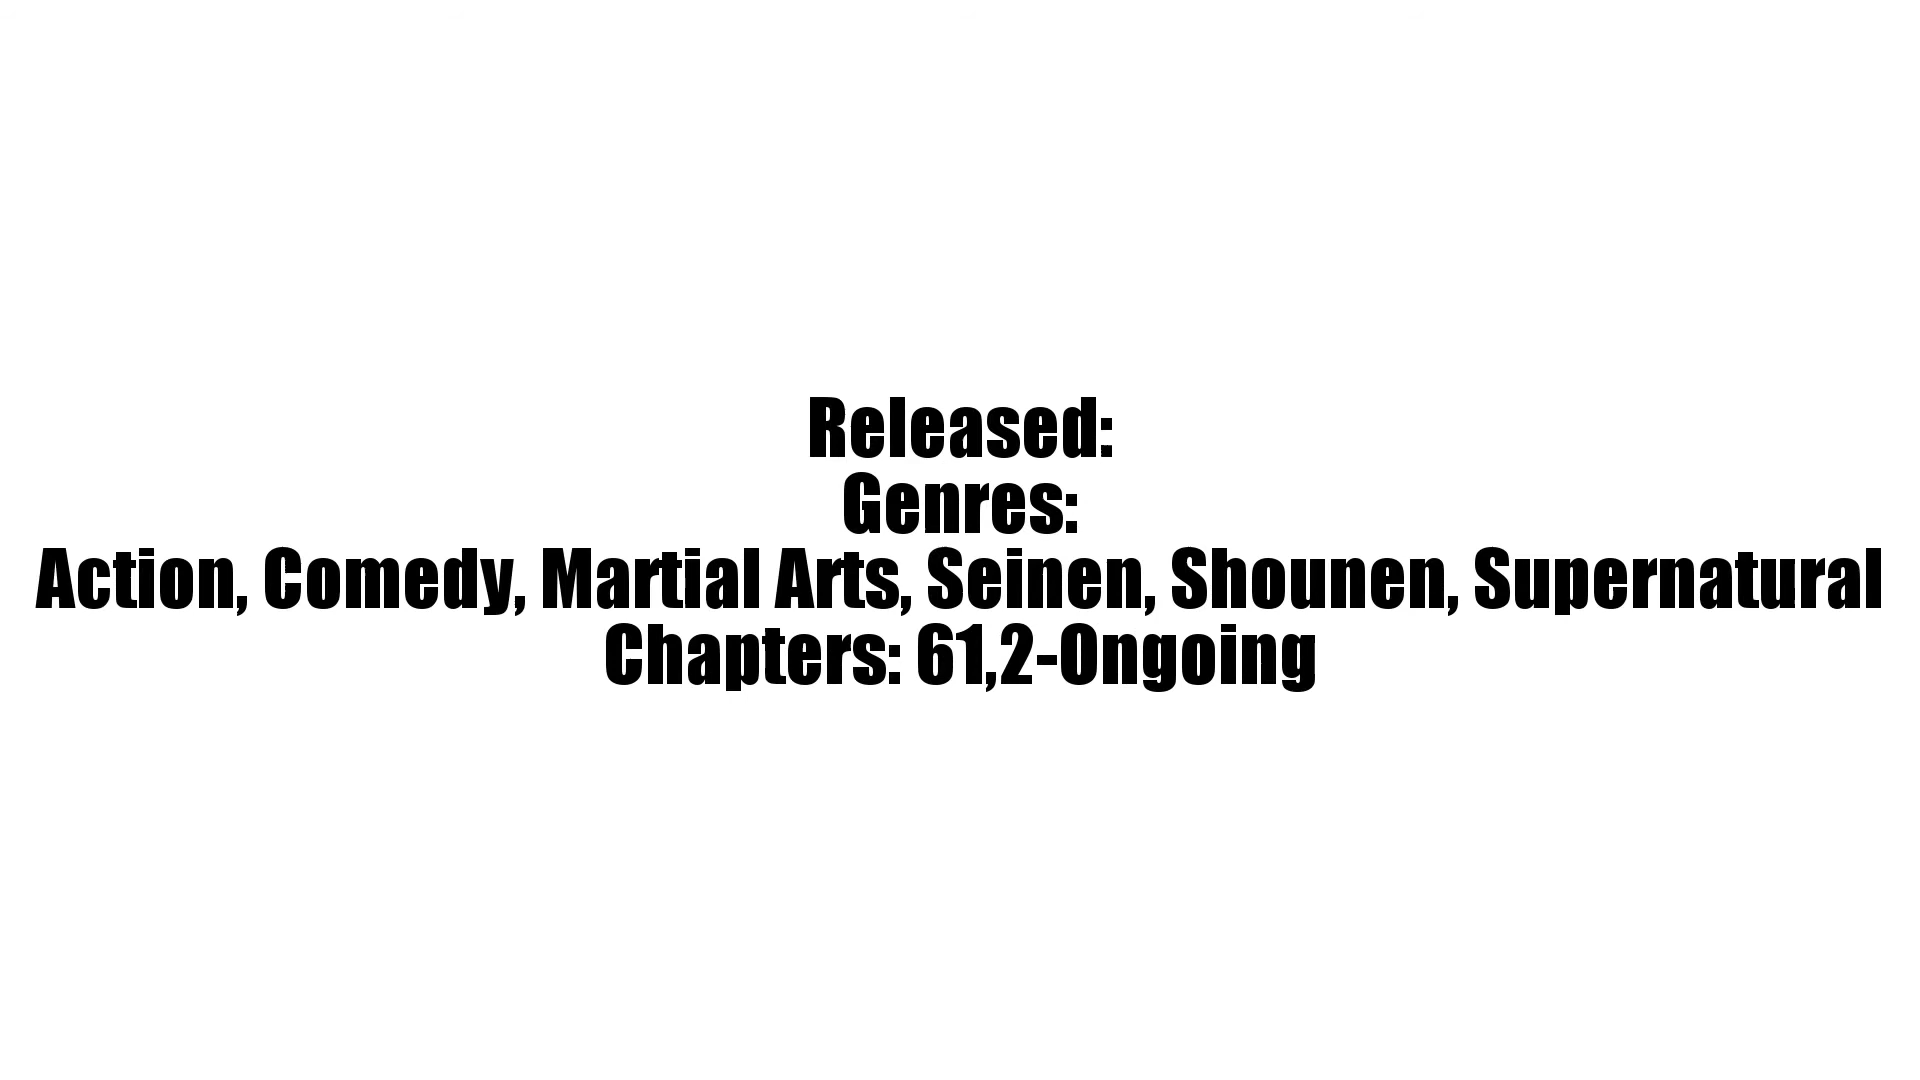 Released:
Genres:
Action, Comedy, Martial Arts, Seinen, Shounen, Supernatural
Chapters: 61,2-Ongoing